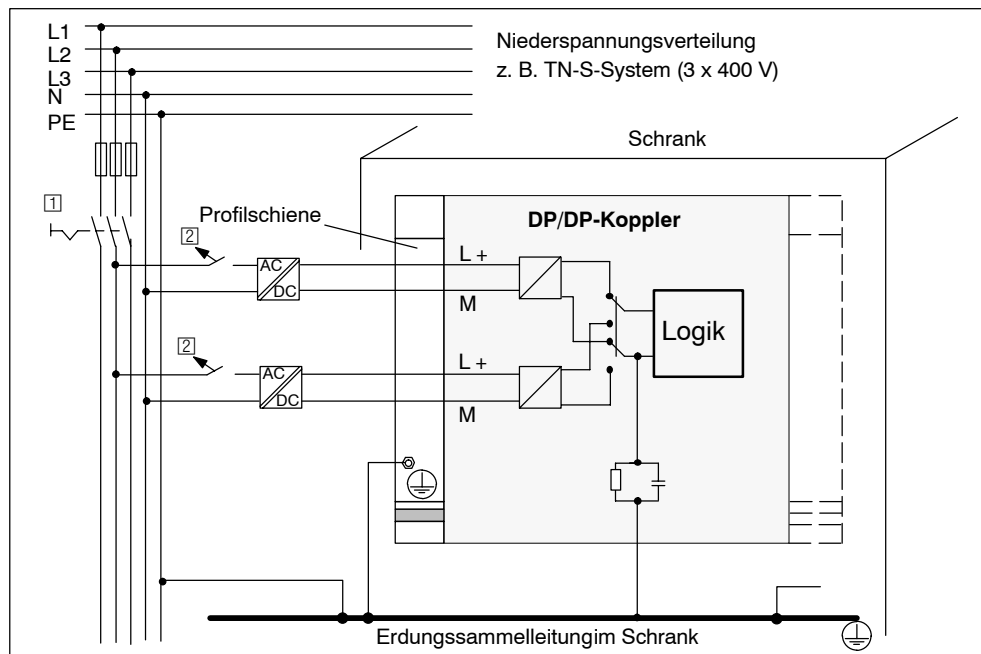 L1
L2
L3
N
PE
Niederspannungsverteilung
z. B. TN-S-System (3 x 400 V)
Schrank
1
Profilschiene
DP/DP-Koppler
2
AC
DC
L +
M
Logik
2
AC
DC
L +
M
Erdungssammelleitungim Schrank